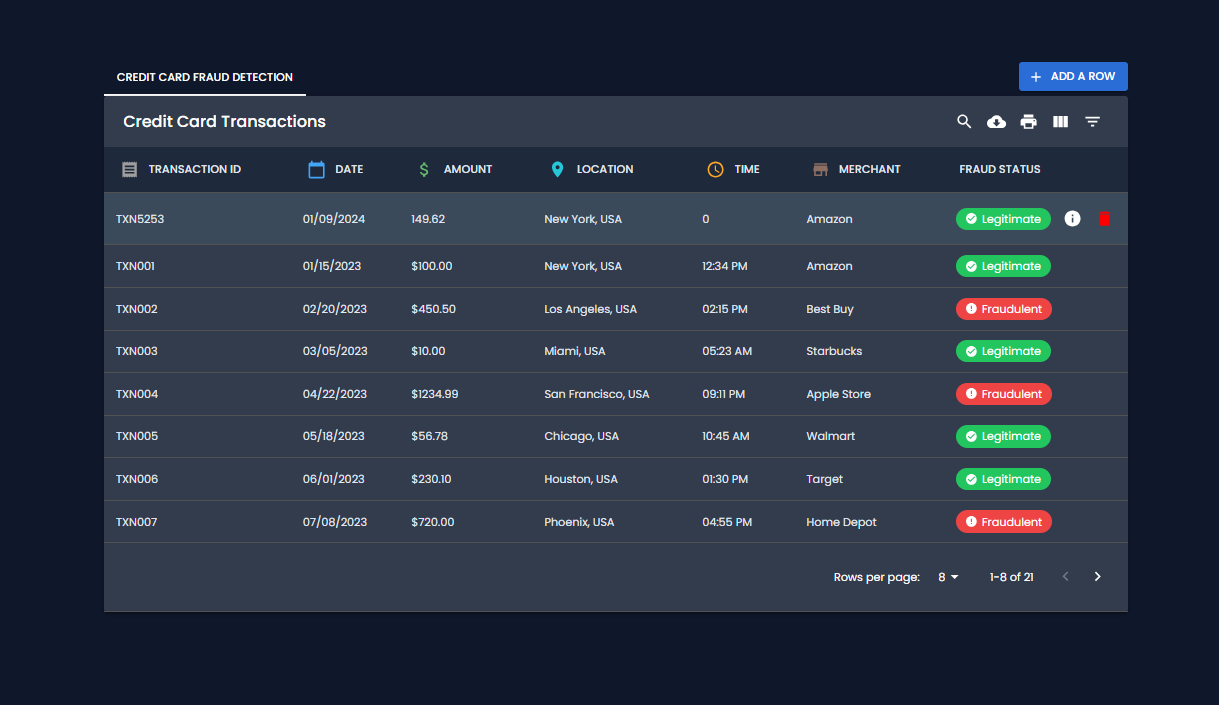 CREDIT CARD FRAUD DETECTION
ADD A ROW
Credit Card Transactions
TRANSACTION ID DATE AMOUNT LOCATION TIME MERCHANT FRAUD STATUS
TXN5253 01/09/2024 149.62 New York, USA 0 Amazon Legitimate
TXN001 01/15/2023 $100.00 New York, USA 12:34 PM Amazon Legitimate
TXN002 02/20/2023 $450.50 Los Angeles, USA 02:15 PM Best Buy Fraudulent
TXN003 03/05/2023 $10.00 Miami, USA 05:23 AM Starbucks Legitimate
TXN004 04/22/2023 $1234.99 San Francisco, USA 09:11 PM Apple Store Fraudulent
TXN005 05/18/2023 $56.78 Chicago, USA 10:45 AM Walmart Legitimate
TXN006 06/01/2023 $230.10 Houston, USA 01:30 PM Target Legitimate
TXN007 07/08/2023 $720.00 Phoenix, USA 04:55 PM Home Depot Fraudulent
Rows per page: 8 1-8 of 21